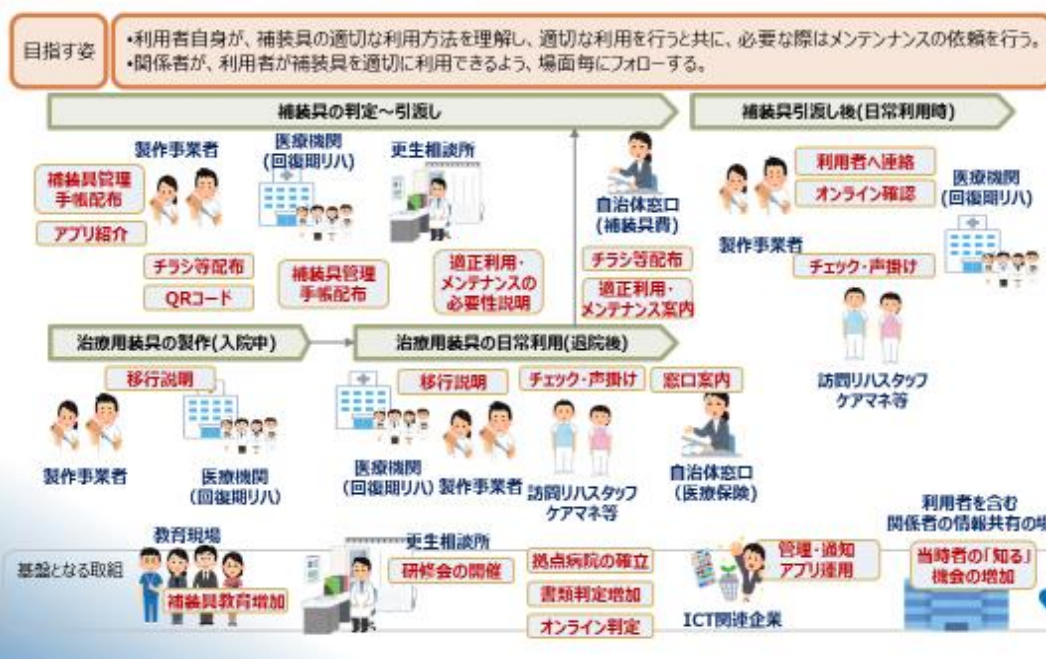 目指す姿
•利用者自身が、補装具の適切な利用方法を理解し、適切な利用を行うと共に、必要な際はメンテンナンスの依頼を行う。
•関係者が、利用者が補装具を適切に利用できるよう、場面毎にフォローする。
補装具の判定～引渡し
補装具引渡し後(日常利用時)
製作事業者
医療機関
(回復期リハ)
更生相談所
補装具管理
手帳配布
アプリ紹介
チラシ等配布
QRコード
補装具管理
手帳配布
適正利用・
メンテナンスの
必要性説明
自治体窓口
(補装具費)
チラシ等配布
適正利用・
メンテナンス案内
利用者へ連絡
オンライン確認
医療機関
(回復期リハ)
製作事業者
チェック・声掛け
訪問リハスタッフ
ケアマネ等
治療用装具の製作(入院中)
治療用装具の日常利用(退院後)
移行説明
製作事業者
医療機関
(回復期リハ)
移行説明
チェック・声掛け
窓口案内
医療機関
(回復期リハ)
製作事業者
訪問リハスタッフ
ケアマネ等
自治体窓口
(医療保険)
基盤となる取組
教育現場
補装具教育増加
更生相談所
研修会の開催
拠点病院の確立
書類判定増加
オンライン判定
管理・通知
アプリ運用
ICT関連企業
利用者を含む
関係者の情報共有の場
当時者の「知る」
機会の増加